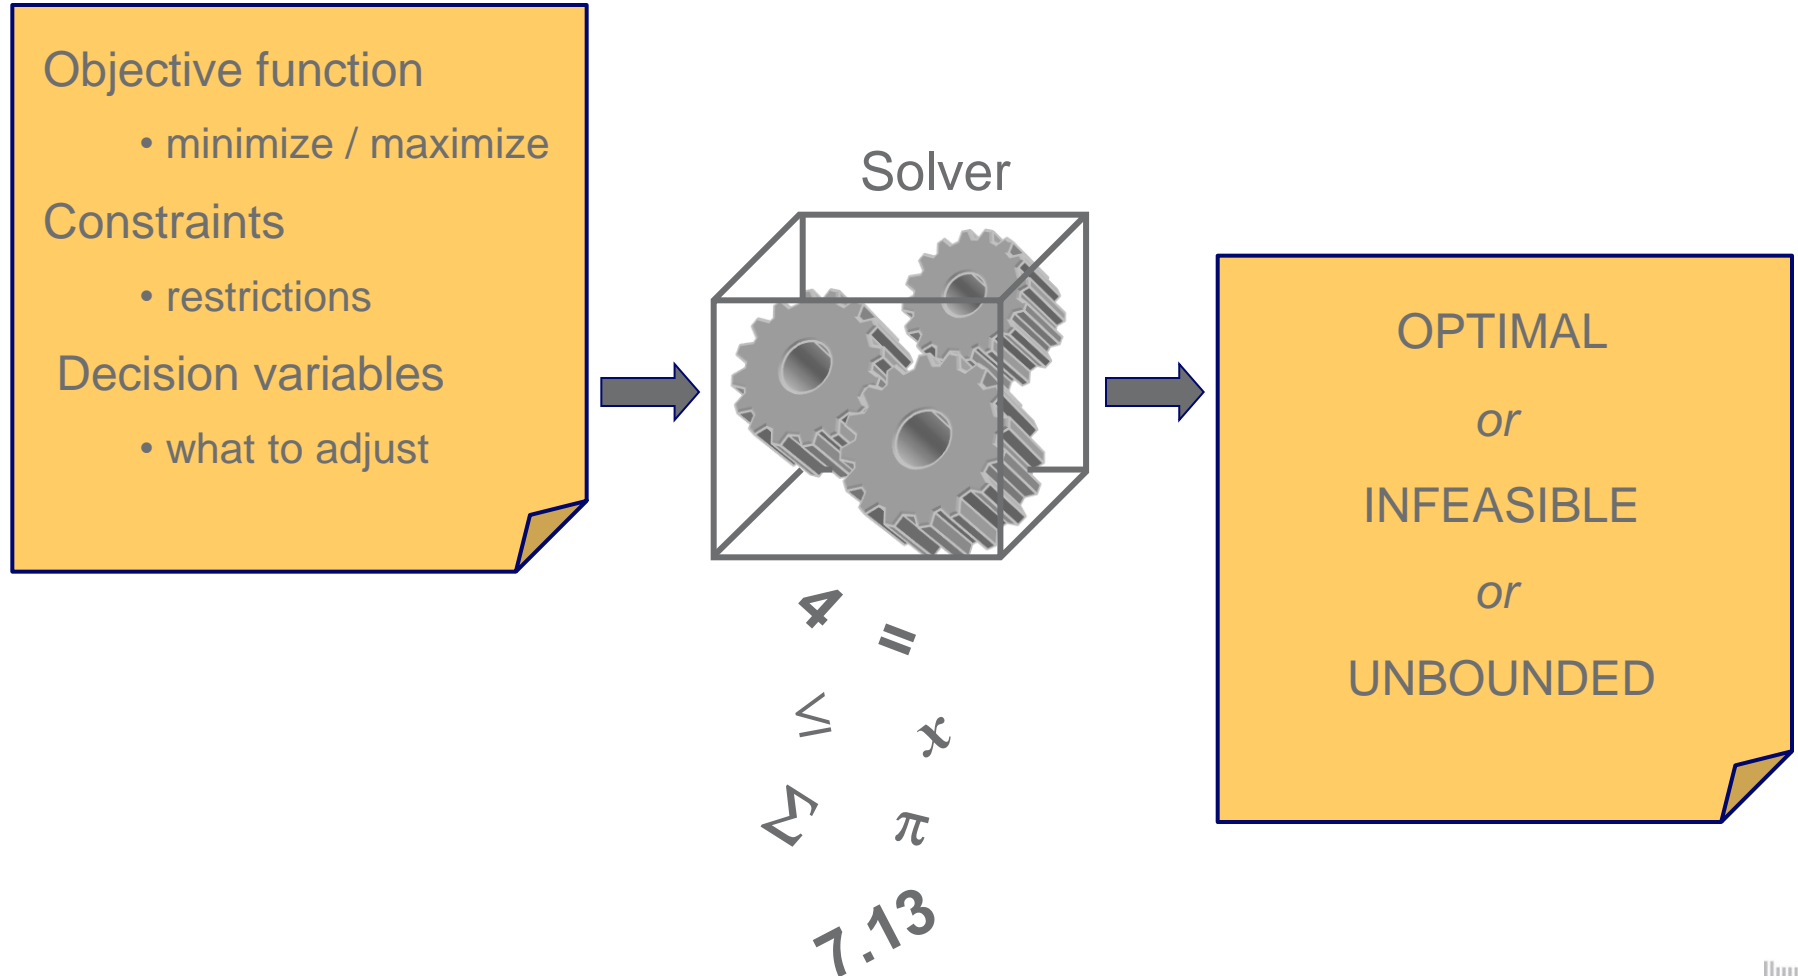 Objective function
• minimize / maximize
Constraints
• restrictions
Decision variables
• what to adjust
Solver
4 =
≤ x
Σ π
7.13
OPTIMAL
or
INFEASIBLE
or
UNBOUNDED